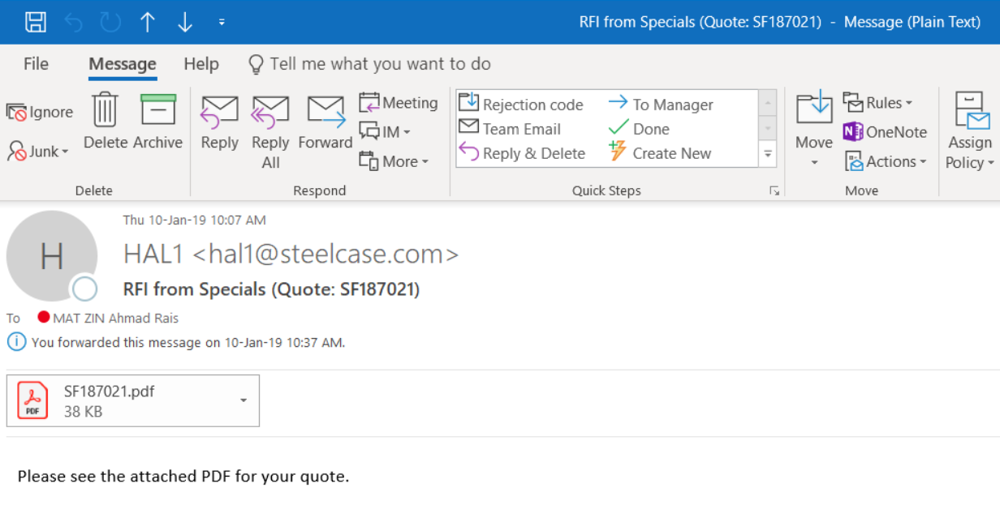 RFI from Specials (Quote: SF187021) - Message (Plain Text)
File Message Help Tell me what you want to do
Ignore
Junk
Delete Archive
Delete
Reply Reply All Forward
Meeting
IM
More
Respond
Rejection code To Manager
Team Email Done
Reply & Delete Create New
Quick Steps
Move
Rules
OneNote
Actions
Move
Assign
Policy
Thu 10-Jan-19 10:07 AM
H
HAL1 <hal1@steelcase.com>
RFI from Specials (Quote: SF187021)
To MAT ZIN Ahmad Rais
You forwarded this message on 10-Jan-19 10:37 AM.
PDF
SF187021.pdf
38 KB
Please see the attached PDF for your quote.